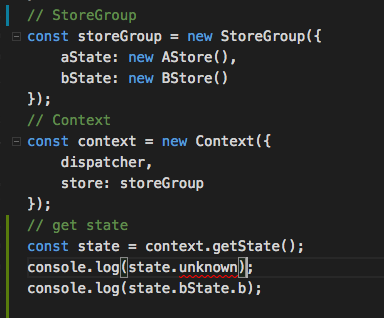 // StoreGroup
const storeGroup = new StoreGroup({
    aState: new AStore(),
    bState: new BStore()
});
// Context
const context = new Context({
    dispatcher,
    store: storeGroup
});
// get state
const state = context.getState();
console.log(state.unknown);
console.log(state.bState.b);